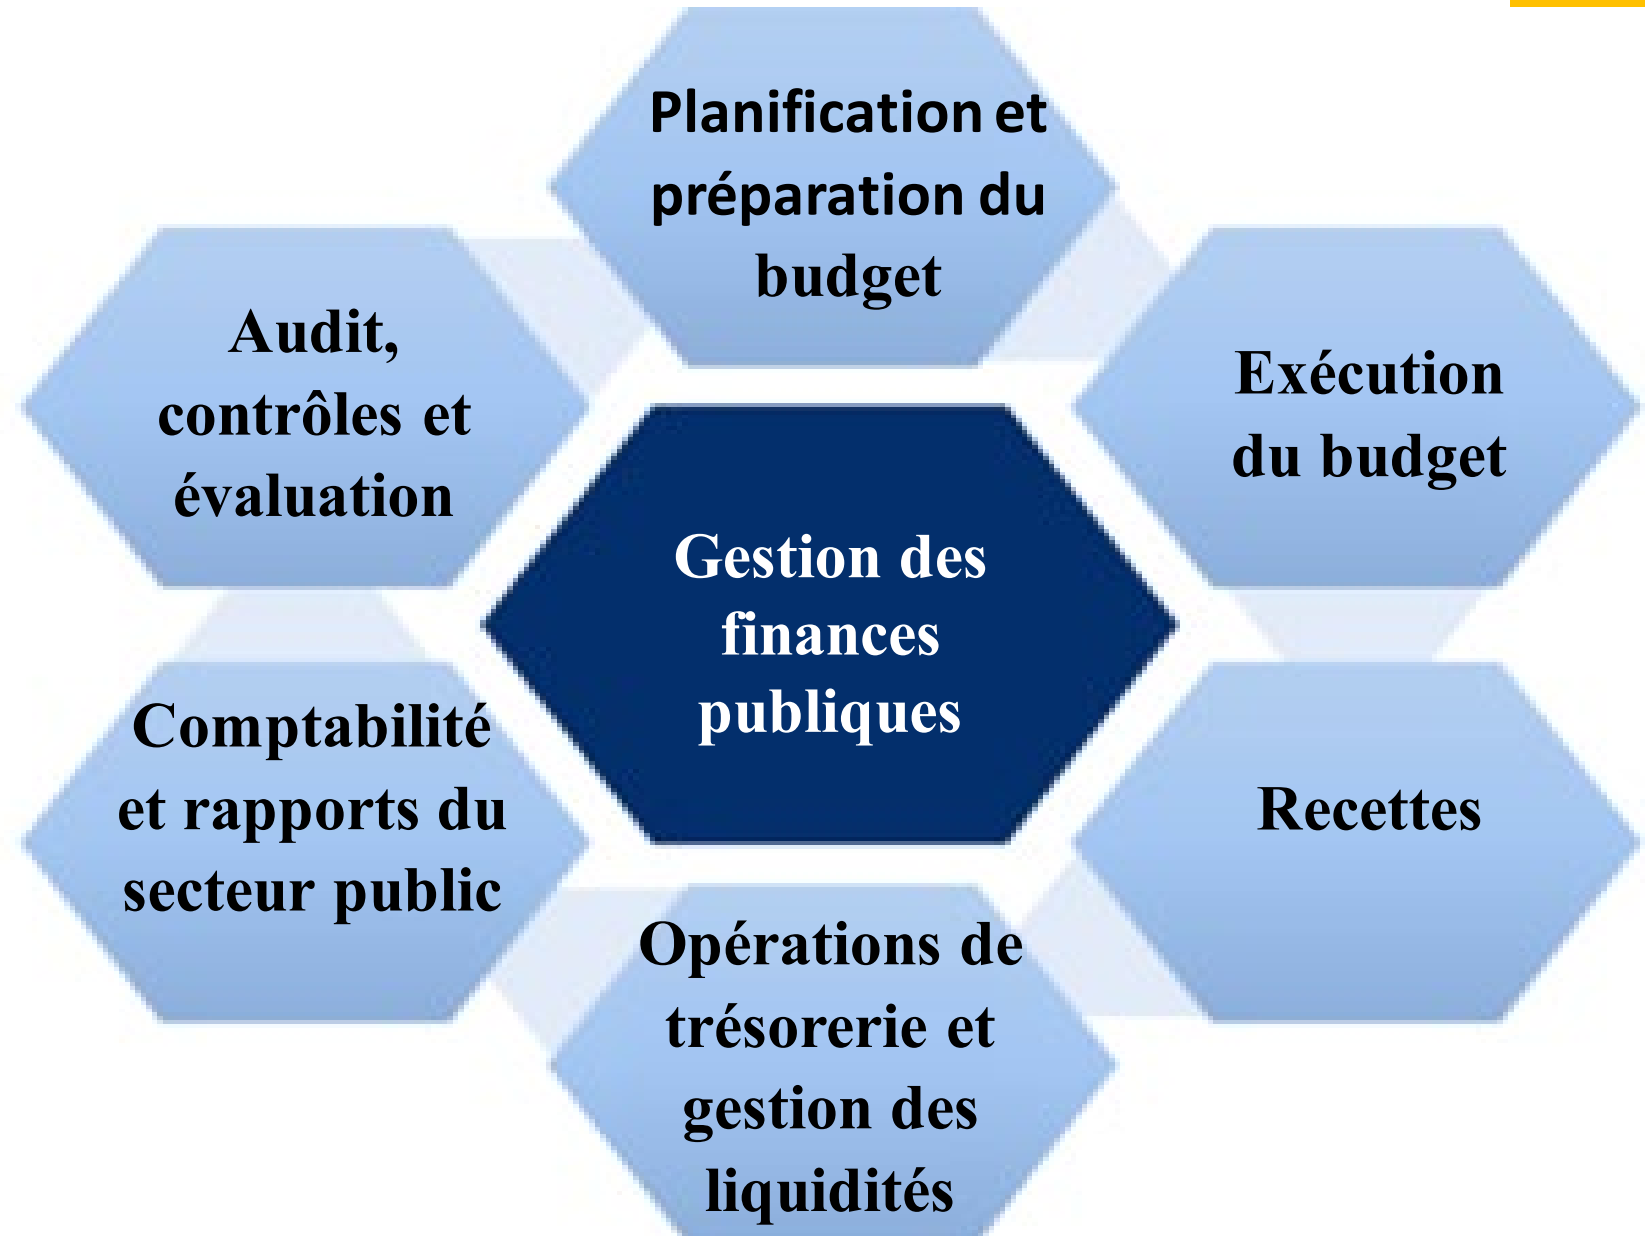 Planification et
préparation du
budget
Exécution
du budget
Recettes
Opérations de
trésorerie et
gestion des
liquidités
Comptabilité
et rapports du
secteur public
Audit,
contrôles et
évaluation
Gestion des
finances
publiques